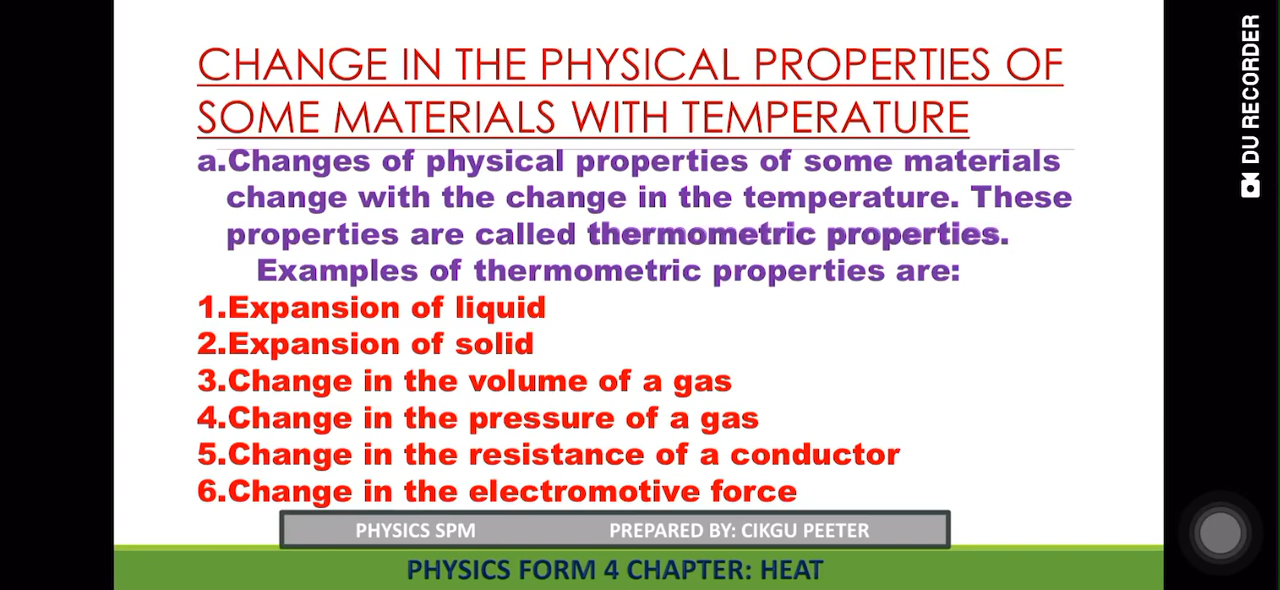 CHANGE IN THE PHYSICAL PROPERTIES OF
SOME MATERIALS WITH TEMPERATURE
a.Changes of physical properties of some materials
change with the change in the temperature. These
properties are called thermometric properties.
Examples of thermometric properties are:
1.Expansion of liquid
2.Expansion of solid
3.Change in the volume of a gas
4.Change in the pressure of a gas
5.Change in the resistance of a conductor
6.Change in the electromotive force
PHYSICS SPM PREPARED BY: CIKGU PEETER
PHYSICS FORM 4 CHAPTER: HEAT
DU RECORDER